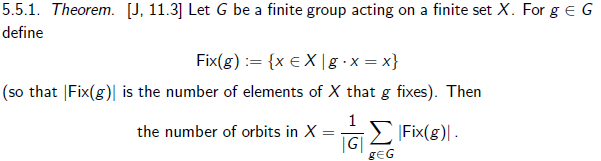 5.5.1. Theorem. [J, 11.3] Let G be a finite group acting on a finite set X. For g ∈ G
define
Fix(g) := {x ∈ X | g · x = x}
(so that |Fix(g)| is the number of elements of X that g fixes). Then
the number of orbits in X = 1/|G| ∑_{g∈G} |Fix(g)| .